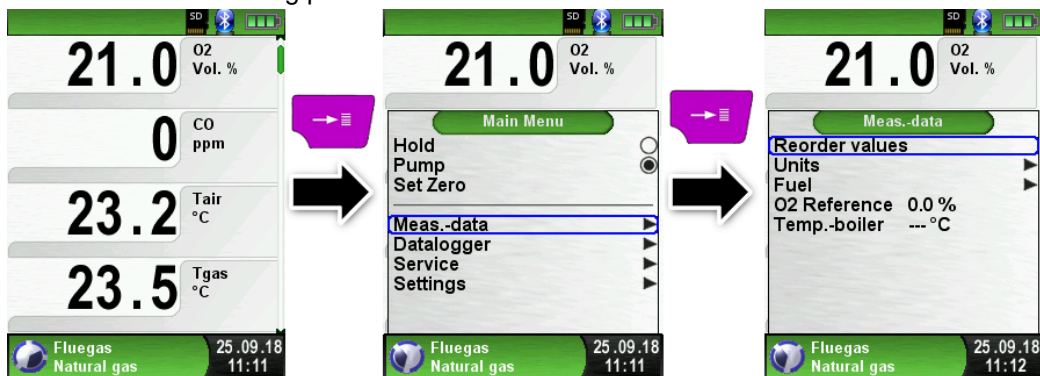 SD
21.0 O2 Vol. %
0 CO ppm
23.2 Tair °C
23.5 Tgas °C
Fluegas 25.09.18
Natural gas 11:11
SD
21.0 O2 Vol. %
Main Menu
Hold
Pump
Set Zero
Meas.-data
Datalogger
Service
Settings
Fluegas 25.09.18
Natural gas 11:11
SD
21.0 O2 Vol. %
Meas.-data
Reorder values
Units
Fuel
O2 Reference 0.0 %
Temp.-boiler ---°C
Fluegas 25.09.18
Natural gas 11:12